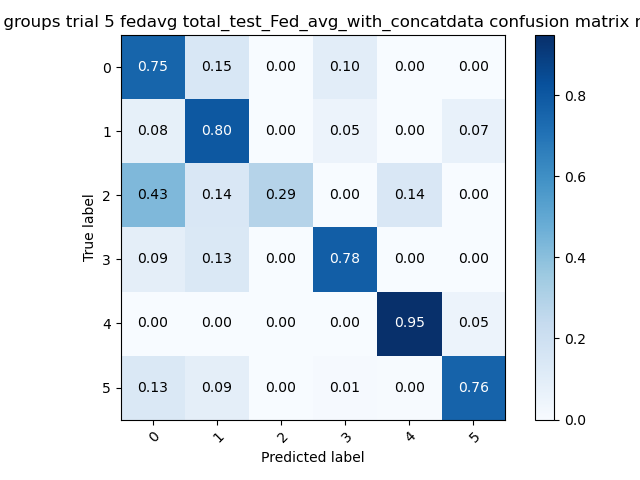 groups trial 5 fedavg total_test_Fed_avg_with_concatdata confusion matrix
0 0.75 0.15 0.00 0.10 0.00 0.00
1 0.08 0.80 0.00 0.05 0.00 0.07
2 0.43 0.14 0.29 0.00 0.14 0.00
3 0.09 0.13 0.00 0.78 0.00 0.00
4 0.00 0.00 0.00 0.00 0.95 0.05
5 0.13 0.09 0.00 0.01 0.00 0.76
0 1 2 3 4 5
True label
Predicted label
0.8
0.6
0.4
0.2
0.0